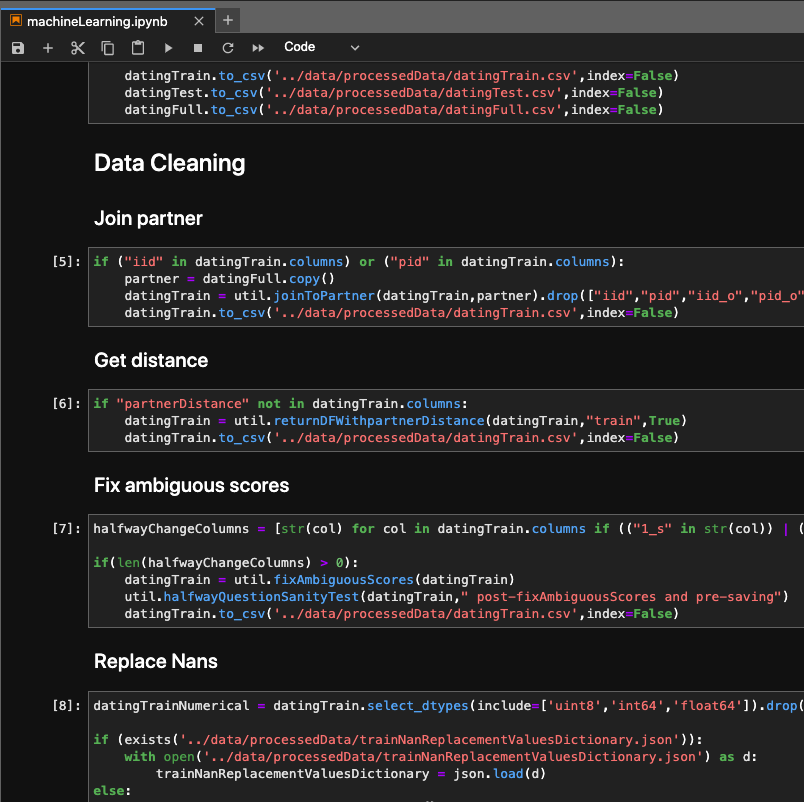 machineLearning.ipynb
Code
datingTrain.to_csv('../data/processedData/datingTrain.csv',index=False)
datingTest.to_csv('../data/processedData/datingTest.csv',index=False)
datingFull.to_csv('../data/processedData/datingFull.csv',index=False)
Data Cleaning
Join partner
[5]: if ("iid" in datingTrain.columns) or ("pid" in datingTrain.columns):
partner = datingFull.copy()
datingTrain = util.joinToPartner(datingTrain,partner).drop(["iid","pid","iid_o","pid_o"
datingTrain.to_csv('../data/processedData/datingTrain.csv',index=False)
Get distance
[6]: if "partnerDistance" not in datingTrain.columns:
datingTrain = util.returnDFWithpartnerDistance(datingTrain,"train",True)
datingTrain.to_csv('../data/processedData/datingTrain.csv',index=False)
Fix ambiguous scores
[7]: halfwayChangeColumns = [str(col) for col in datingTrain.columns if (("1_s" in str(col)) | (
if(len(halfwayChangeColumns) > 0):
datingTrain = util.fixAmbiguousScores(datingTrain)
util.halfwayQuestionSanityTest(datingTrain," post-fixAmbiguousScores and pre-saving")
datingTrain.to_csv('../data/processedData/datingTrain.csv',index=False)
Replace Nans
[8]: datingTrainNumerical = datingTrain.select_dtypes(include=['uint8','int64','float64']).drop(
if (exists('../data/processedData/trainNanReplacementValuesDictionary.json')):
with open('../data/processedData/trainNanReplacementValuesDictionary.json') as d:
trainNanReplacementValuesDictionary = json.load(d)
else: